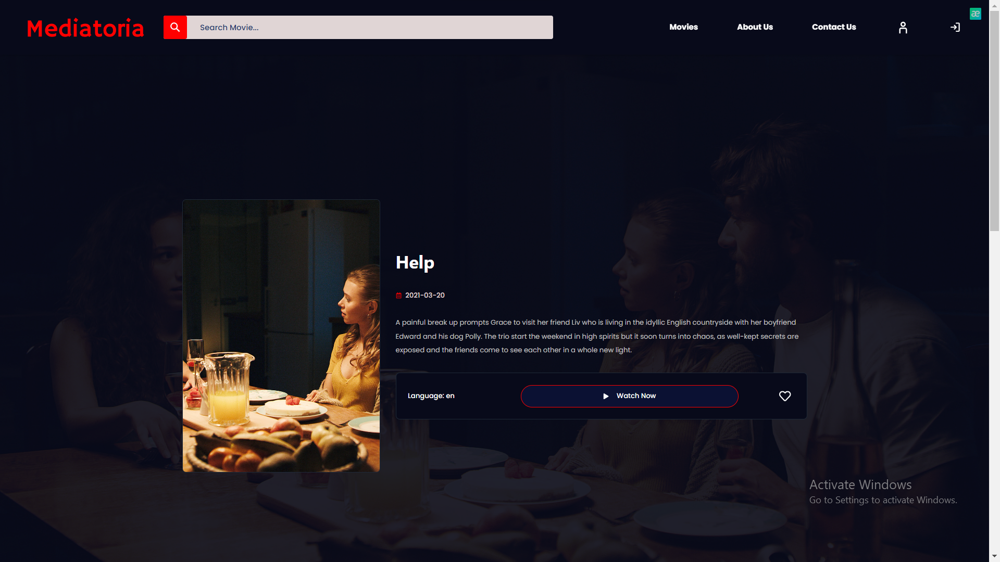 Mediatoria
Search Movie...
Movies
About Us
Contact Us
æ
Help
2021-03-20
A painful break up prompts Grace to visit her friend Liv who is living in the idyllic English countryside with her boyfriend
Edward and his dog Polly. The trio start the weekend in high spirits but it soon turns into chaos, as well-kept secrets are
exposed and the friends come to see each other in a whole new light.
Language: en
Watch Now
Activate Windows
Go to Settings to activate Windows.